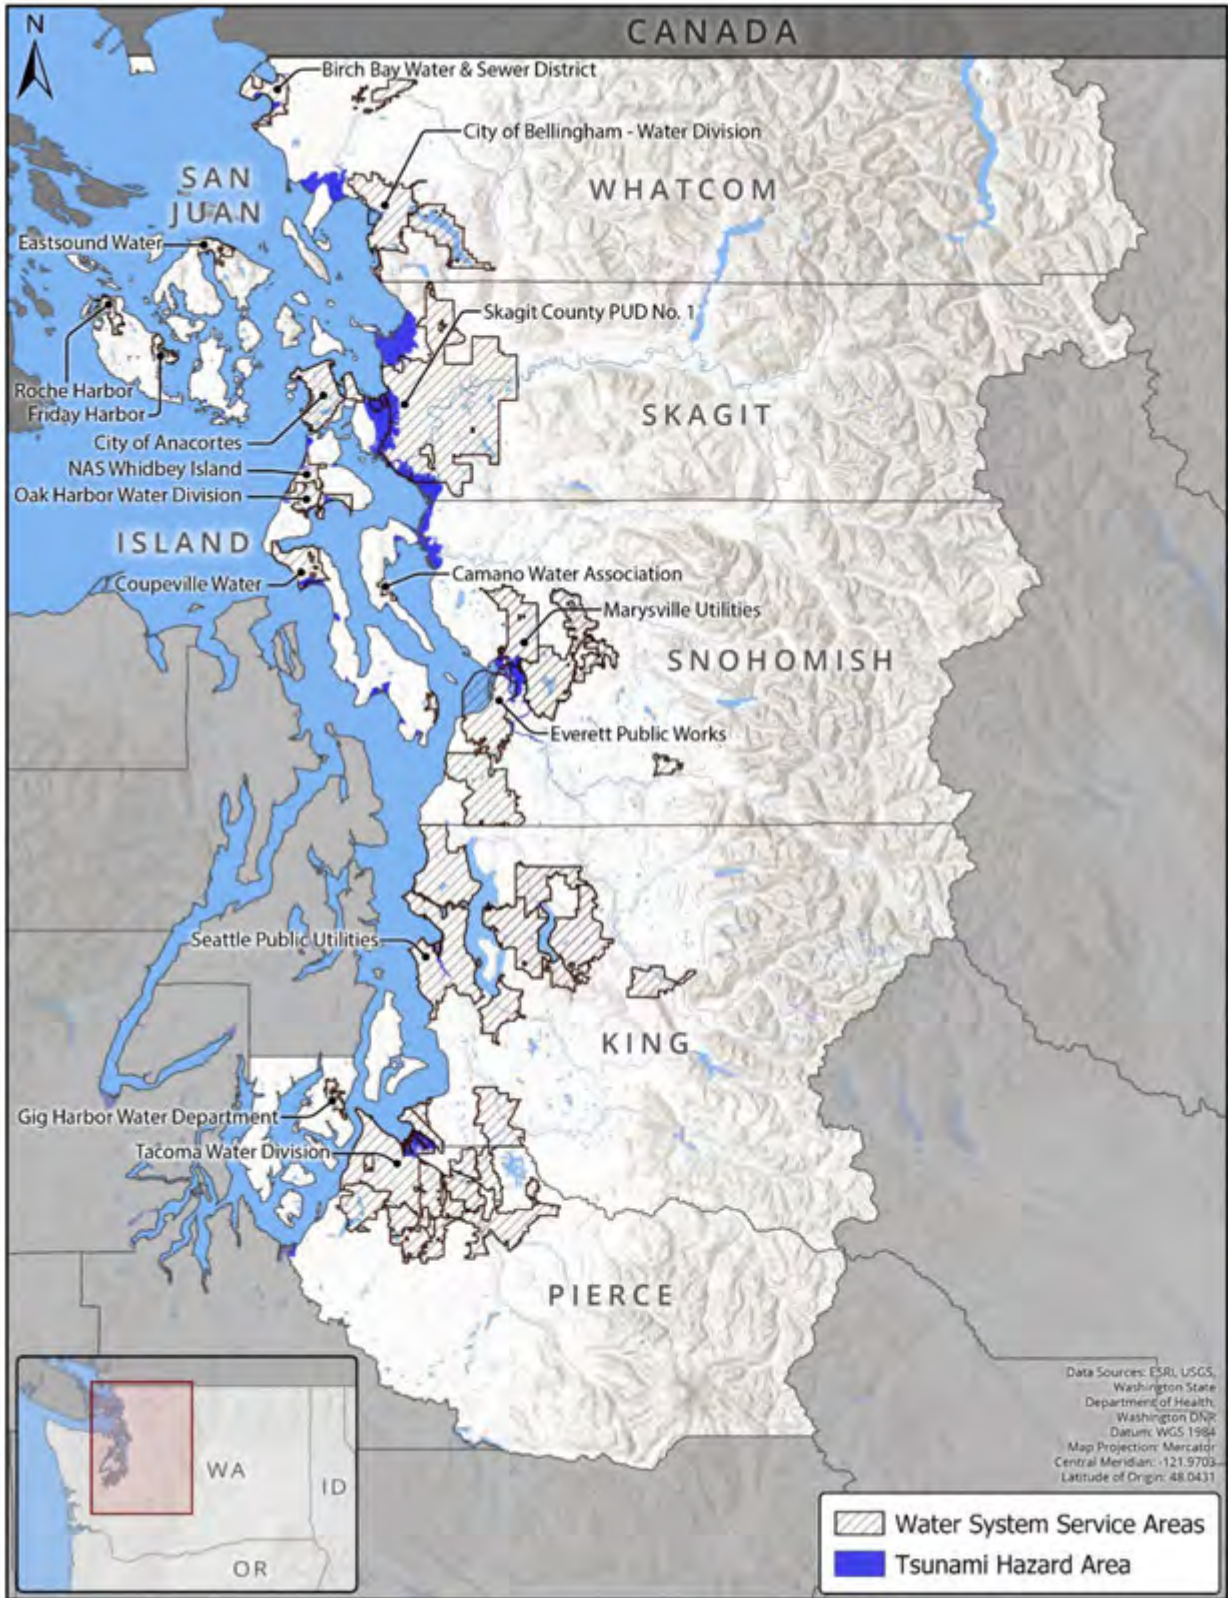 CANADA
N
Birch Bay Water & Sewer District
City of Bellingham - Water Division
WHATCOM
SAN
JUAN
Eastsound Water
Skagit County PUD No. 1
Roche Harbor
Friday Harbor
SKAGIT
City of Anacortes
NAS Whidbey Island
Oak Harbor Water Division
ISLAND
Coupeville Water
Camano Water Association
Marysville Utilities
SNOHOMISH
Everett Public Works
Seattle Public Utilities
KING
Gig Harbor Water Department
Tacoma Water Division
PIERCE
Data Sources: ESRI, USGS,
Washington State
Department of Health,
Washington DNR
Datum: WGS 1984
Map Projection: Mercator
Central Meridian: -121.9703
Latitude of Origin: 48.0431
WA
ID
OR
Water System Service Areas
Tsunami Hazard Area